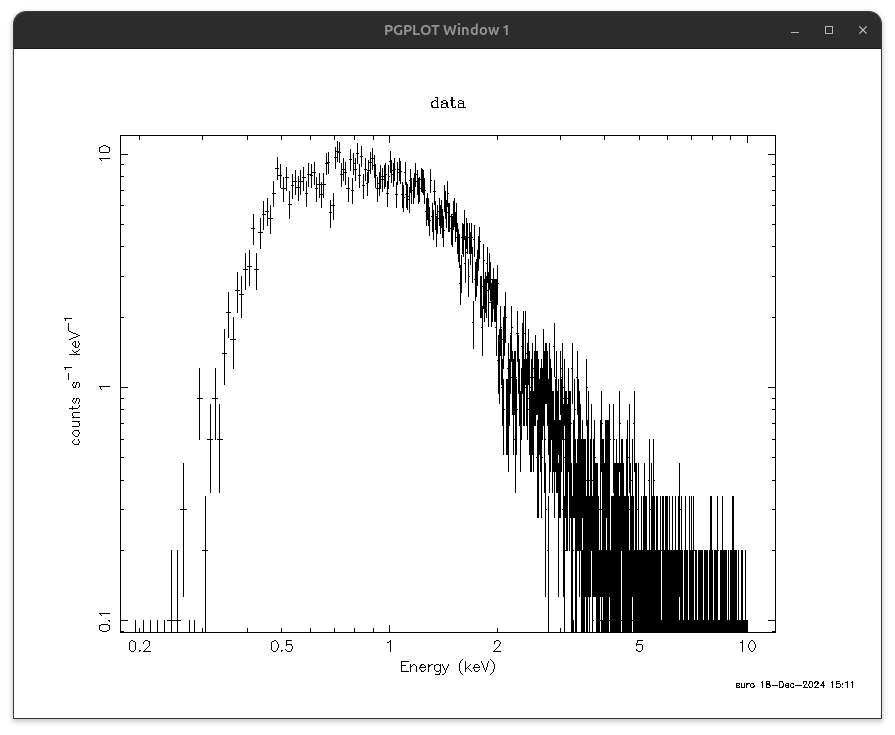 PGPLOT Window 1
data
10
1
0.1
counts s⁻¹ keV⁻¹
0.2 0.5 1 2 5 10
Energy (keV)
suro 18-Dec-2024 15:11